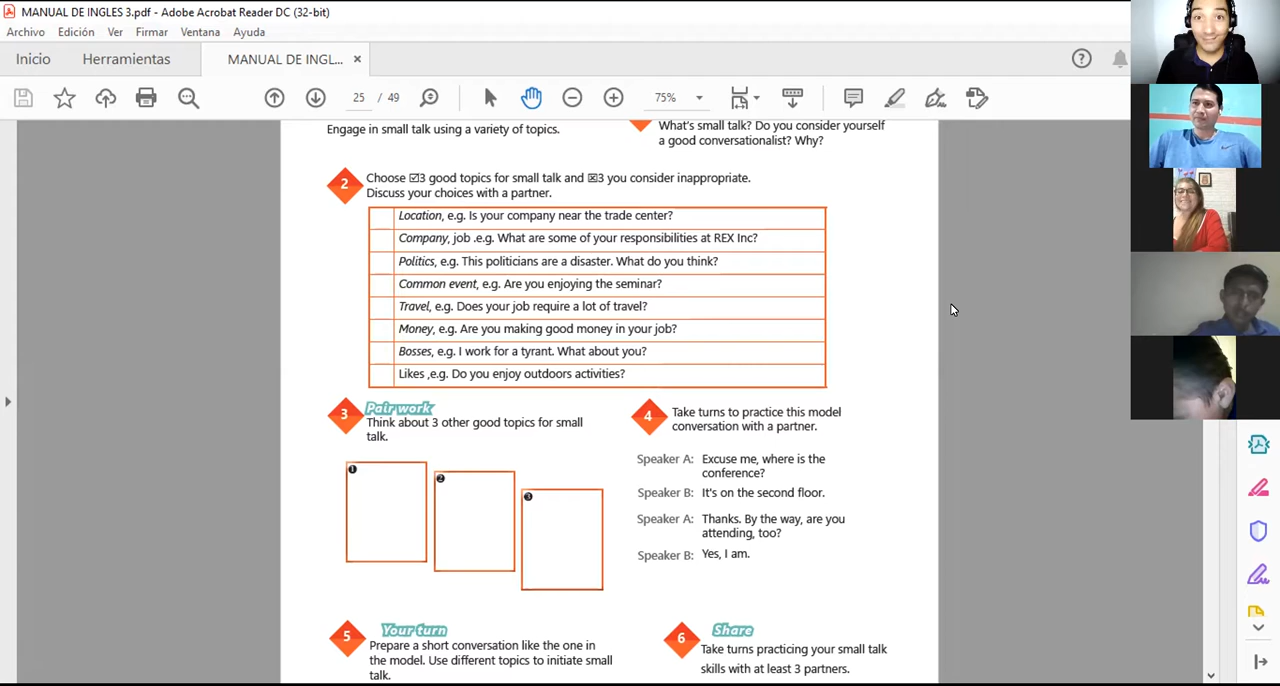 MANUAL DE INGLES 3.pdf - Adobe Acrobat Reader DC (32-bit)
Archivo Edición Ver Firmar Ventana Ayuda
Inicio Herramientas MANUAL DE INGL... ×
25 / 49 75%
Engage in small talk using a variety of topics.
What's small talk? Do you consider yourself
a good conversationalist? Why?
2 Choose ☑3 good topics for small talk and ☒3 you consider inappropriate.
Discuss your choices with a partner.
Location, e.g. Is your company near the trade center?
Company, job .e.g. What are some of your responsibilities at REX Inc?
Politics, e.g. This politicians are a disaster. What do you think?
Common event, e.g. Are you enjoying the seminar?
Travel, e.g. Does your job require a lot of travel?
Money, e.g. Are you making good money in your job?
Bosses, e.g. I work for a tyrant. What about you?
Likes ,e.g. Do you enjoy outdoors activities?
3 Pair work
Think about 3 other good topics for small
talk.
❶
❷
❸
4 Take turns to practice this model
conversation with a partner.
Speaker A: Excuse me, where is the
conference?
Speaker B: It's on the second floor.
Speaker A: Thanks. By the way, are you
attending, too?
Speaker B: Yes, I am.
5 Your turn
Prepare a short conversation like the one in
the model. Use different topics to initiate small
talk.
6 Share
Take turns practicing your small talk
skills with at least 3 partners.